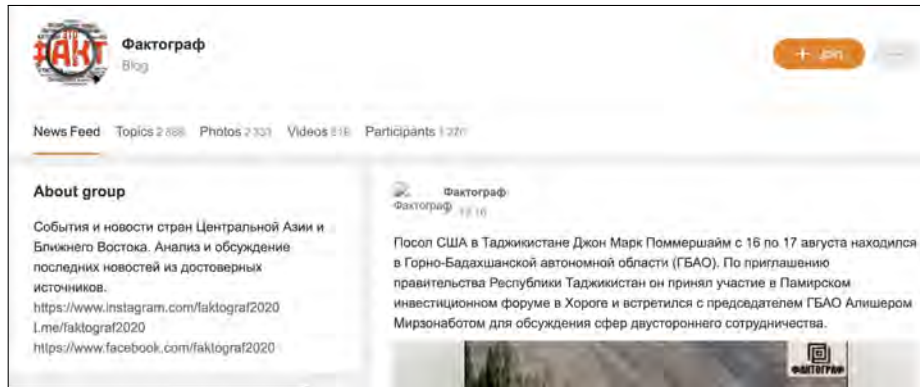 ФАКТ
Фактограф
Blog
+ Join
News Feed Topics Photos Videos Participants
About group
События и новости стран Центральной Азии и
Ближнего Востока. Анализ и обсуждение
последних новостей из достоверных
источников.
https://www.instagram.com/faktograf2020
t.me/faktograf2020
https://www.facebook.com/faktograf2020
Фактограф
Фактограф
Посол США в Таджикистане Джон Марк Поммершайм с 16 по 17 августа находился
в Горно-Бадахшанской автономной области (ГБАО). По приглашению
правительства Республики Таджикистан он принял участие в Памирском
инвестиционном форуме в Хороге и встретился с председателем ГБАО Алишером
Мирзонаботом для обсуждения сфер двустороннего сотрудничества.
ФАКТОГРАФ